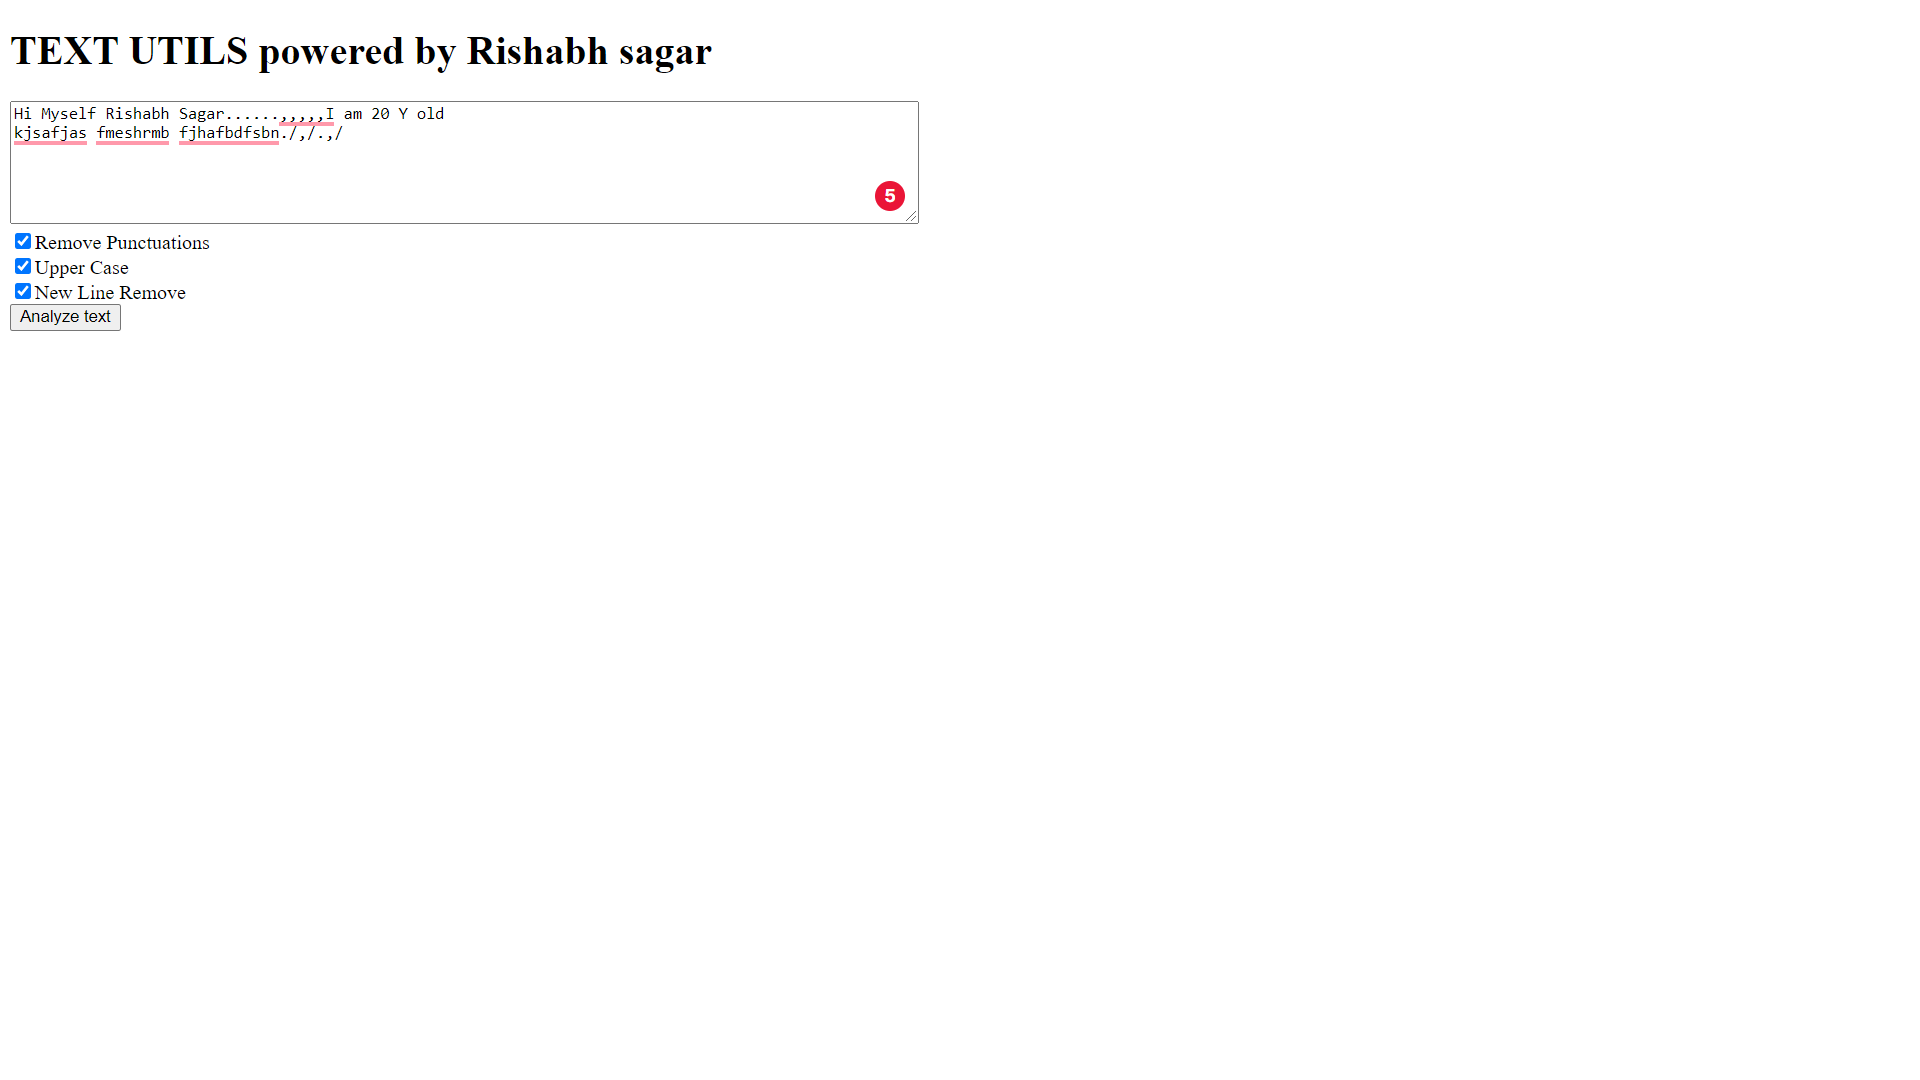 TEXT UTILS powered by Rishabh sagar
Hi Myself Rishabh Sagar......,,,,,I am 20 Y old
kjsafjas fmeshrmb fjhafbdfsbn./,/.,/
5
Remove Punctuations
Upper Case
New Line Remove
Analyze text